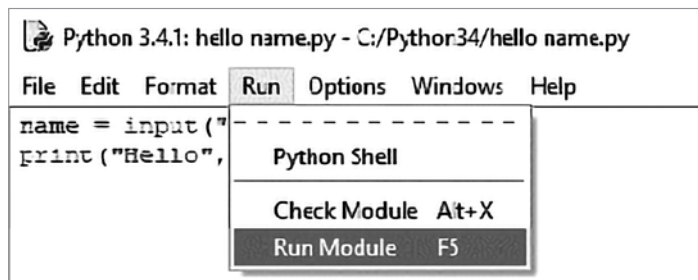 Python 3.4.1: hello name.py - C:/Python34/hello name.py
File Edit Format Run Options Windows Help
name = input("
print("Hello",
Python Shell
Check Module Alt+X
Run Module F5